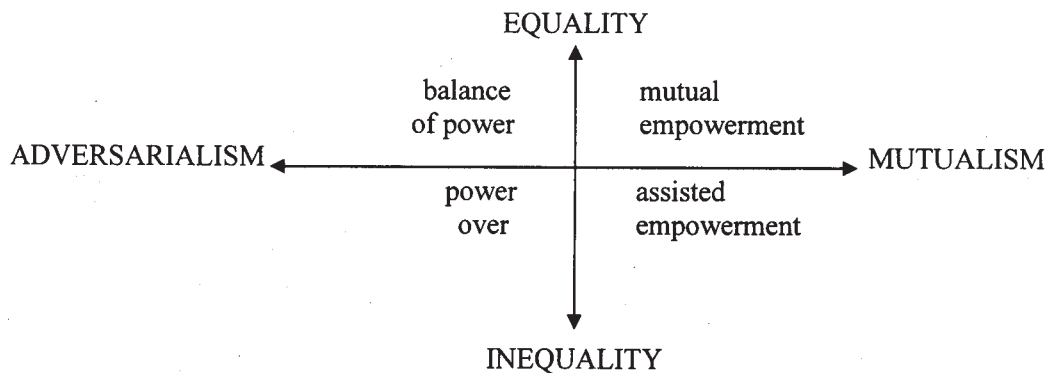 EQUALITY
balance
of power
mutual
empowerment
ADVERSARIALISM
MUTUALISM
power
over
assisted
empowerment
INEQUALITY